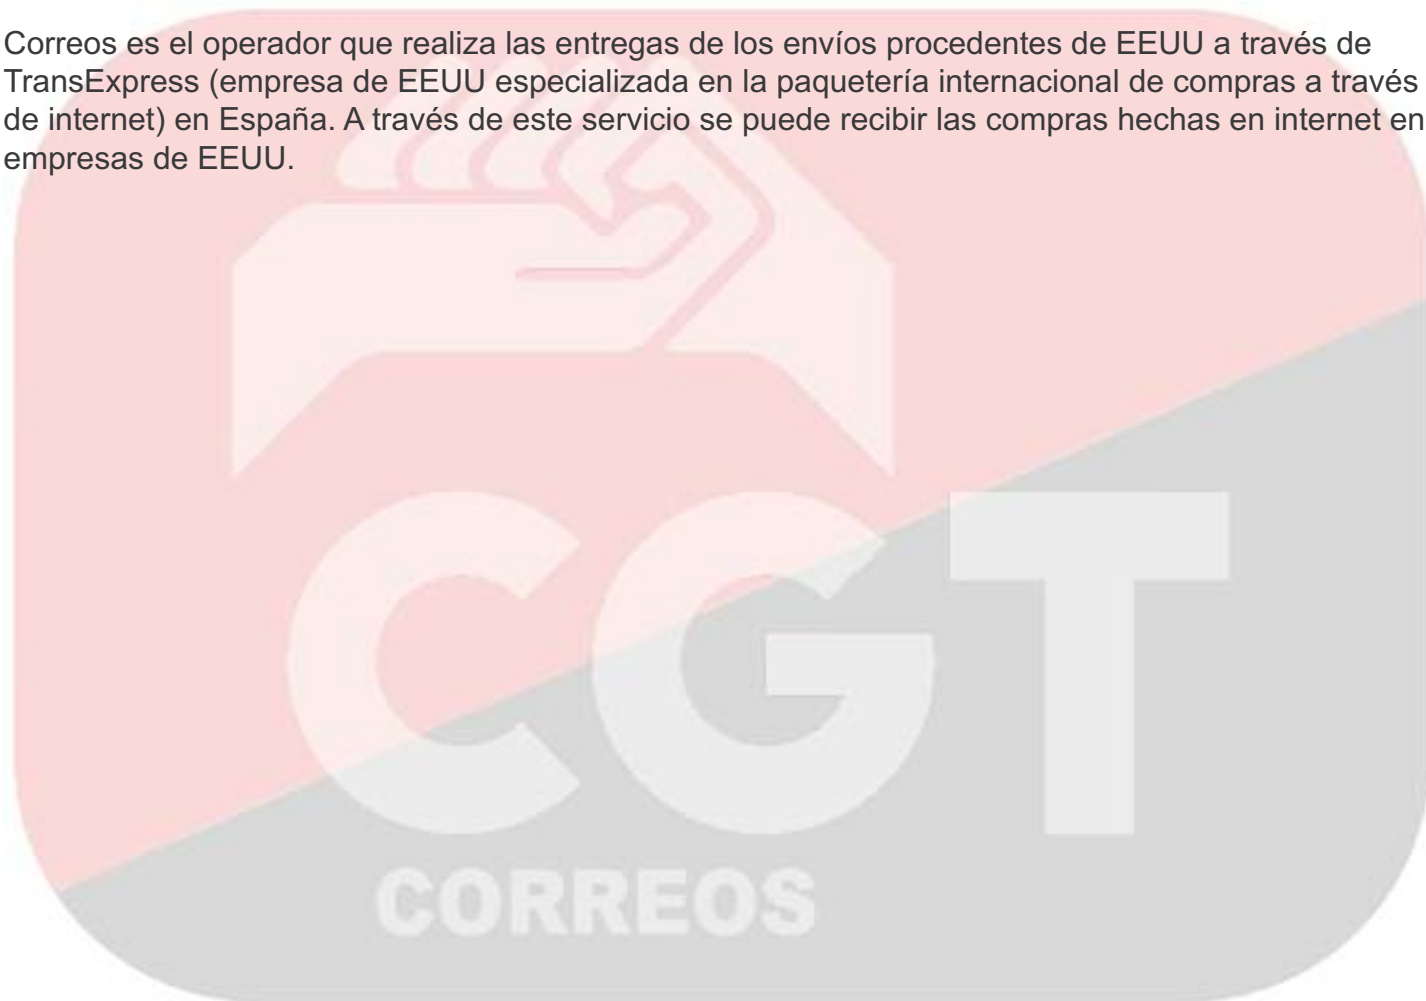 Correos es el operador que realiza las entregas de los envíos procedentes de EEUU a través de
TransExpress (empresa de EEUU especializada en la paquetería internacional de compras a través
de internet) en España. A través de este servicio se puede recibir las compras hechas en internet en
empresas de EEUU.
CGT
CORREOS